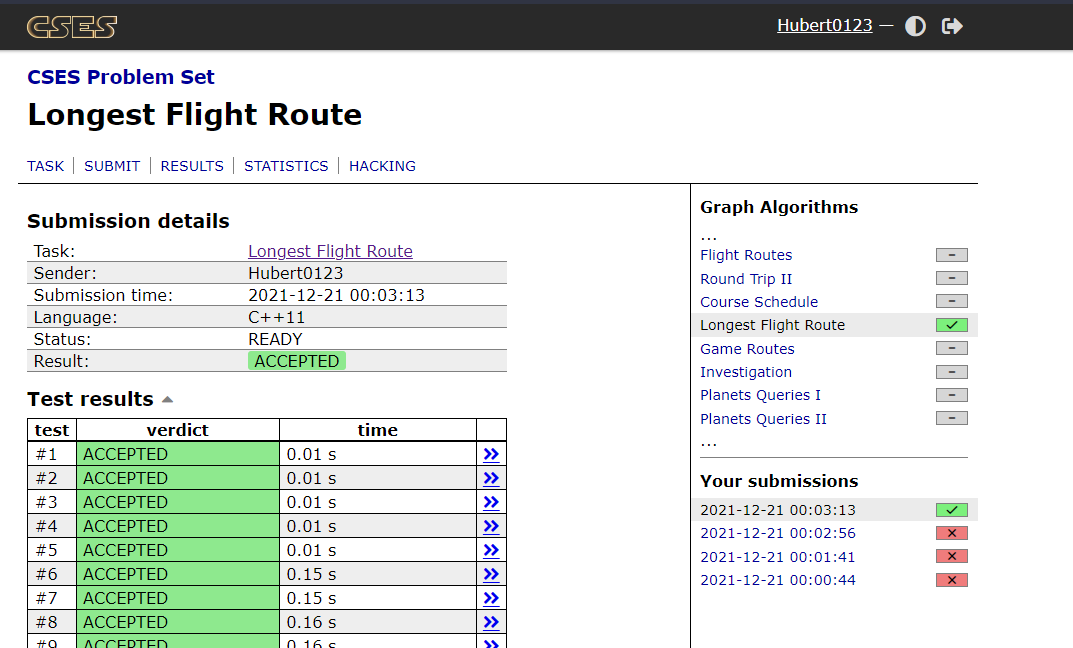 CSES
Hubert0123 —
CSES Problem Set
Longest Flight Route
TASK | SUBMIT | RESULTS | STATISTICS | HACKING
Submission details
Task: Longest Flight Route
Sender: Hubert0123
Submission time: 2021-12-21 00:03:13
Language: C++11
Status: READY
Result: ACCEPTED
Test results
test verdict time
#1 ACCEPTED 0.01 s »
#2 ACCEPTED 0.01 s »
#3 ACCEPTED 0.01 s »
#4 ACCEPTED 0.01 s »
#5 ACCEPTED 0.01 s »
#6 ACCEPTED 0.15 s »
#7 ACCEPTED 0.15 s »
#8 ACCEPTED 0.16 s »
#9 ACCEPTED 0.16 s »
Graph Algorithms
...
Flight Routes –
Round Trip II –
Course Schedule –
Longest Flight Route ✓
Game Routes –
Investigation –
Planets Queries I –
Planets Queries II –
...
Your submissions
2021-12-21 00:03:13 ✓
2021-12-21 00:02:56 ×
2021-12-21 00:01:41 ×
2021-12-21 00:00:44 ×